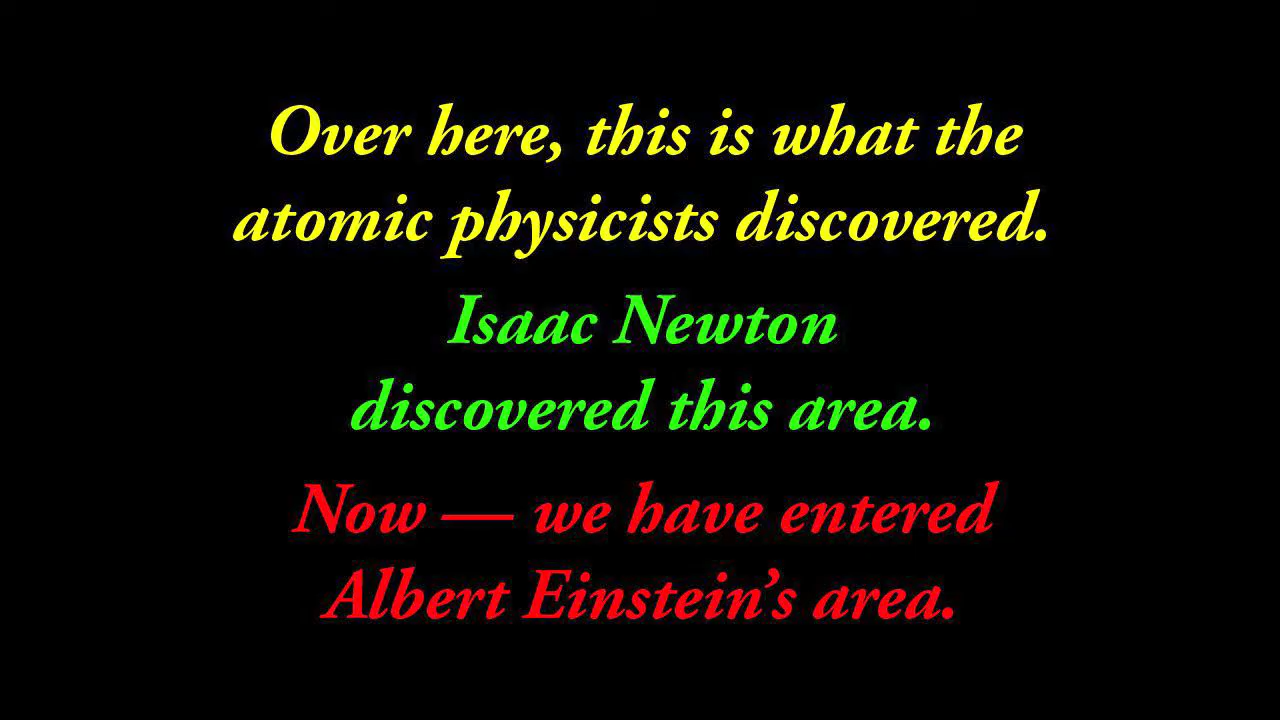 Over here, this is what the
atomic physicists discovered.
Isaac Newton
discovered this area.
Now — we have entered
Albert Einstein’s area.